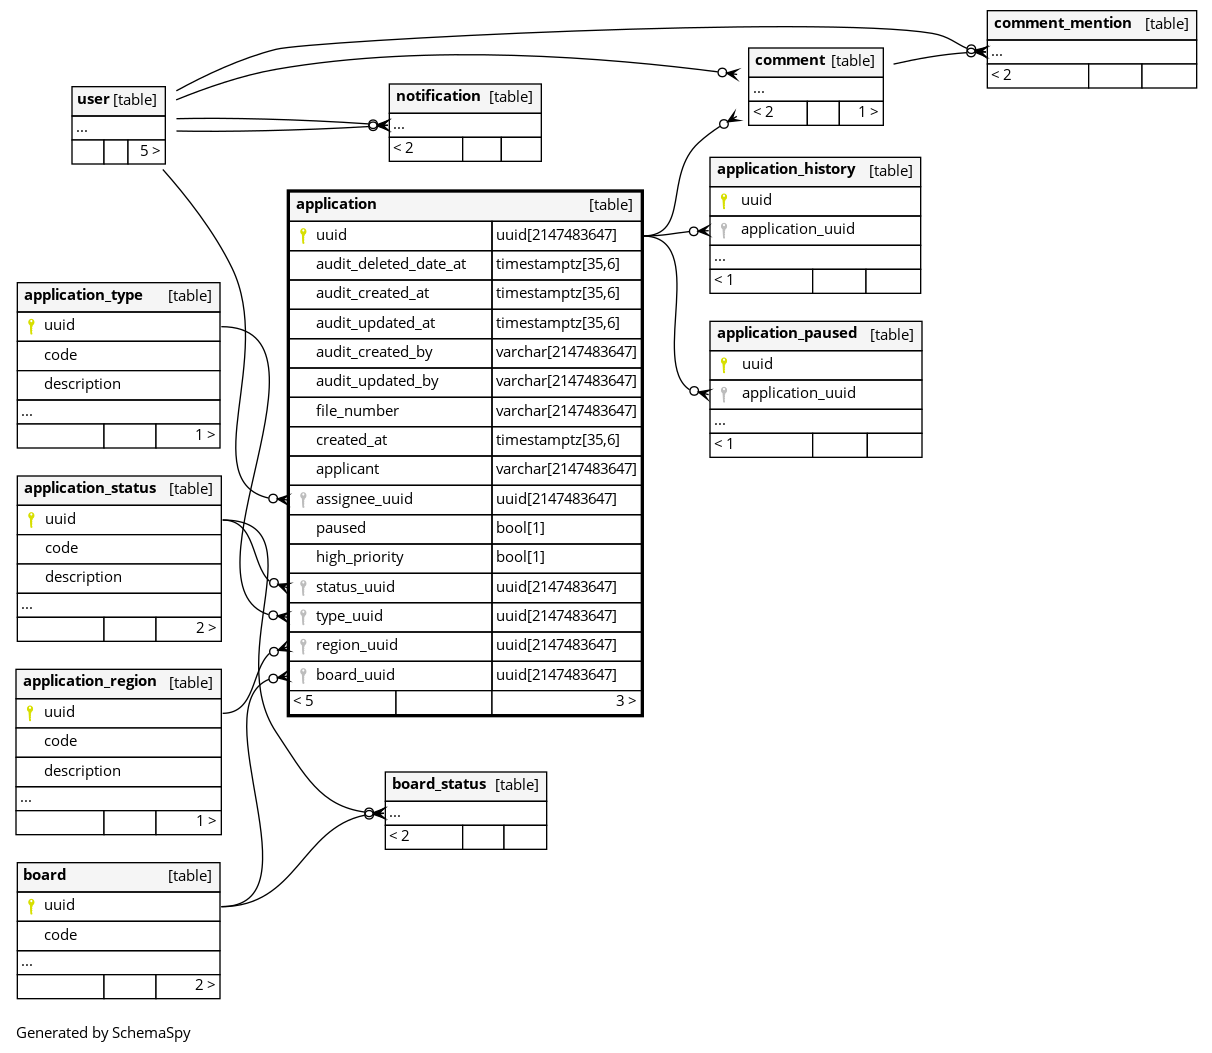 comment_mention [table]
...
< 2
comment [table]
...
< 2 1 >
user [table]
...
5 >
notification [table]
...
< 2
application_history [table]
uuid
application_uuid
...
< 1
application [table]
uuid uuid[2147483647]
audit_deleted_date_at timestamptz[35,6]
audit_created_at timestamptz[35,6]
audit_updated_at timestamptz[35,6]
audit_created_by varchar[2147483647]
audit_updated_by varchar[2147483647]
file_number varchar[2147483647]
created_at timestamptz[35,6]
applicant varchar[2147483647]
assignee_uuid uuid[2147483647]
paused bool[1]
high_priority bool[1]
status_uuid uuid[2147483647]
type_uuid uuid[2147483647]
region_uuid uuid[2147483647]
board_uuid uuid[2147483647]
< 5 3 >
application_type [table]
uuid
code
description
...
1 >
application_paused [table]
uuid
application_uuid
...
< 1
application_status [table]
uuid
code
description
...
2 >
application_region [table]
uuid
code
description
...
1 >
board_status [table]
...
< 2
board [table]
uuid
code
...
2 >
Generated by SchemaSpy